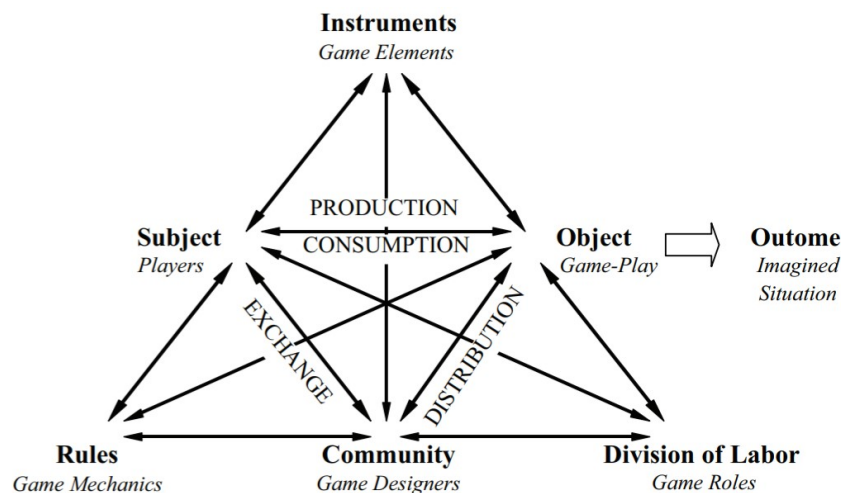 Instruments
Game Elements
PRODUCTION
Subject
CONSUMPTION
Object
Outome
Players
Game-Play
Imagined
Situation
EXCHANGE
DISTRIBUTION
Rules
Community
Division of Labor
Game Mechanics
Game Designers
Game Roles